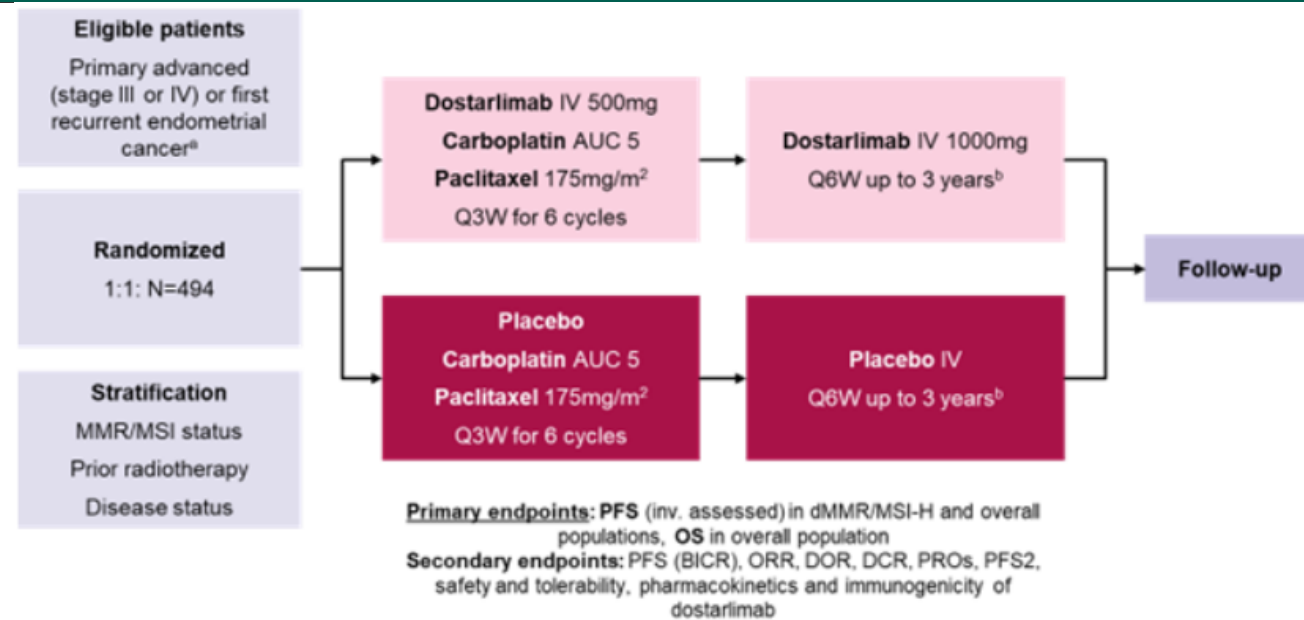 Eligible patients
Primary advanced
(stage III or IV) or first
recurrent endometrial
cancerᵃ
Randomized
1:1: N=494
Stratification
MMR/MSI status
Prior radiotherapy
Disease status
Dostarlimab IV 500mg
Carboplatin AUC 5
Paclitaxel 175mg/m²
Q3W for 6 cycles
Dostarlimab IV 1000mg
Q6W up to 3 yearsᵇ
Placebo
Carboplatin AUC 5
Paclitaxel 175mg/m²
Q3W for 6 cycles
Placebo IV
Q6W up to 3 yearsᵇ
Follow-up
Primary endpoints: PFS (inv. assessed) in dMMR/MSI-H and overall
populations, OS in overall population
Secondary endpoints: PFS (BICR), ORR, DOR, DCR, PROs, PFS2,
safety and tolerability, pharmacokinetics and immunogenicity of
dostarlimab